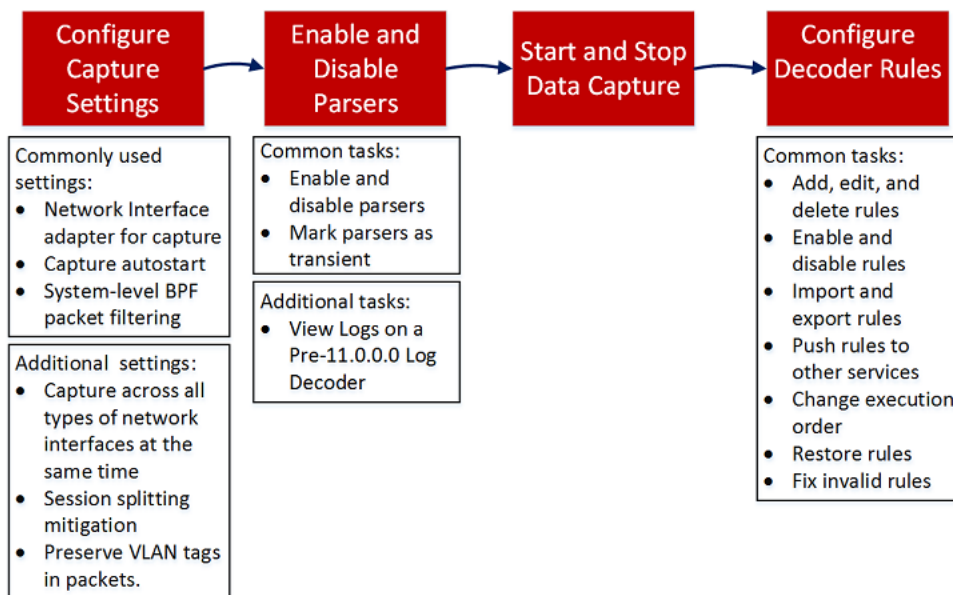 Configure
Capture
Settings
Enable and
Disable
Parsers
Start and Stop
Data Capture
Configure
Decoder Rules
Commonly used
settings:
• Network Interface
adapter for capture
• Capture autostart
• System-level BPF
packet filtering
Additional settings:
• Capture across all
types of network
interfaces at the
same time
• Session splitting
mitigation
• Preserve VLAN tags
in packets.
Common tasks:
• Enable and
disable parsers
• Mark parsers as
transient
Additional tasks:
• View Logs on a
Pre-11.0.0.0 Log
Decoder
Common tasks:
• Add, edit, and
delete rules
• Enable and
disable rules
• Import and
export rules
• Push rules to
other services
• Change execution
order
• Restore rules
• Fix invalid rules